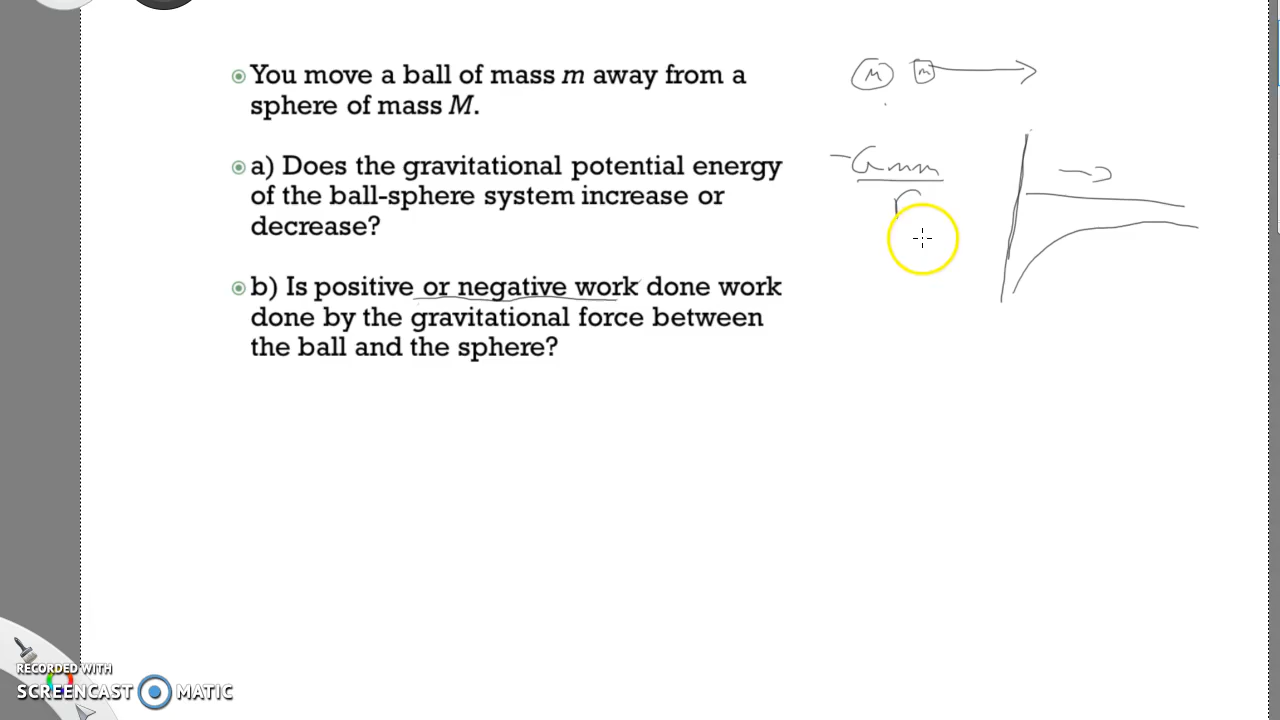 You move a ball of mass m away from a
sphere of mass M.
a) Does the gravitational potential energy
of the ball-sphere system increase or
decrease?
b) Is positive or negative work done work
done by the gravitational force between
the ball and the sphere?
M m
-Gmm
r
RECORDED WITH
SCREENCAST MATIC